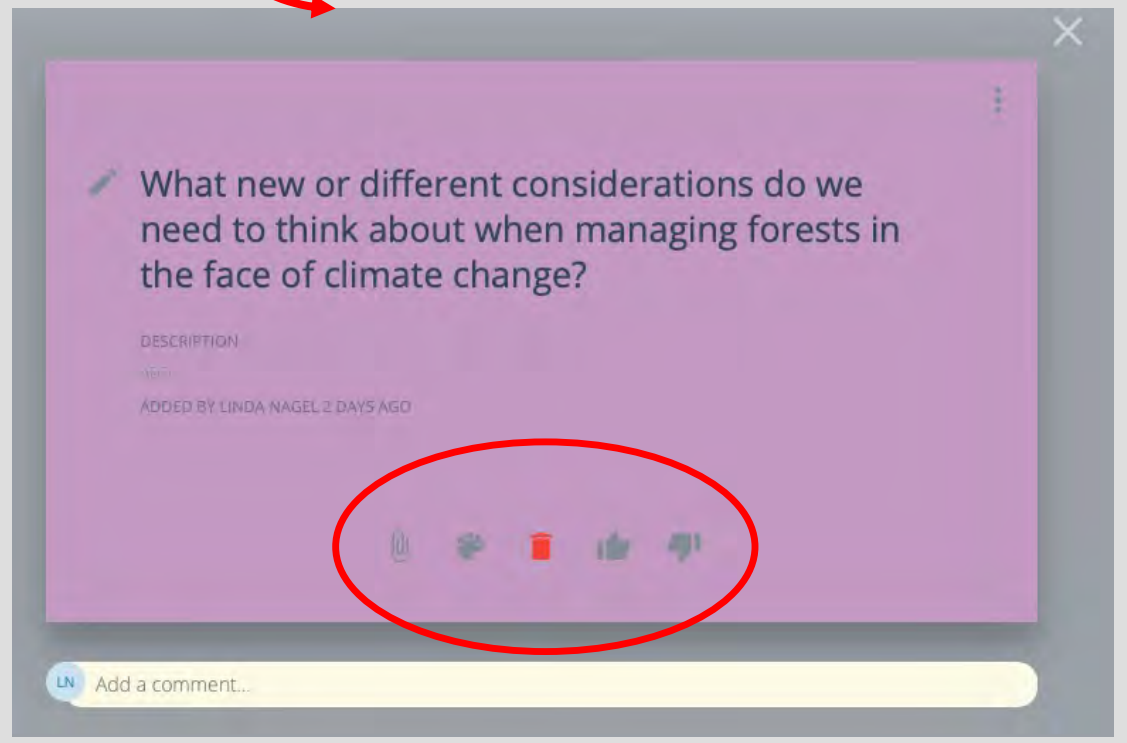 What new or different considerations do we
need to think about when managing forests in
the face of climate change?
DESCRIPTION
ADDED BY LINDA NAGEL 2 DAYS AGO
LN Add a comment...